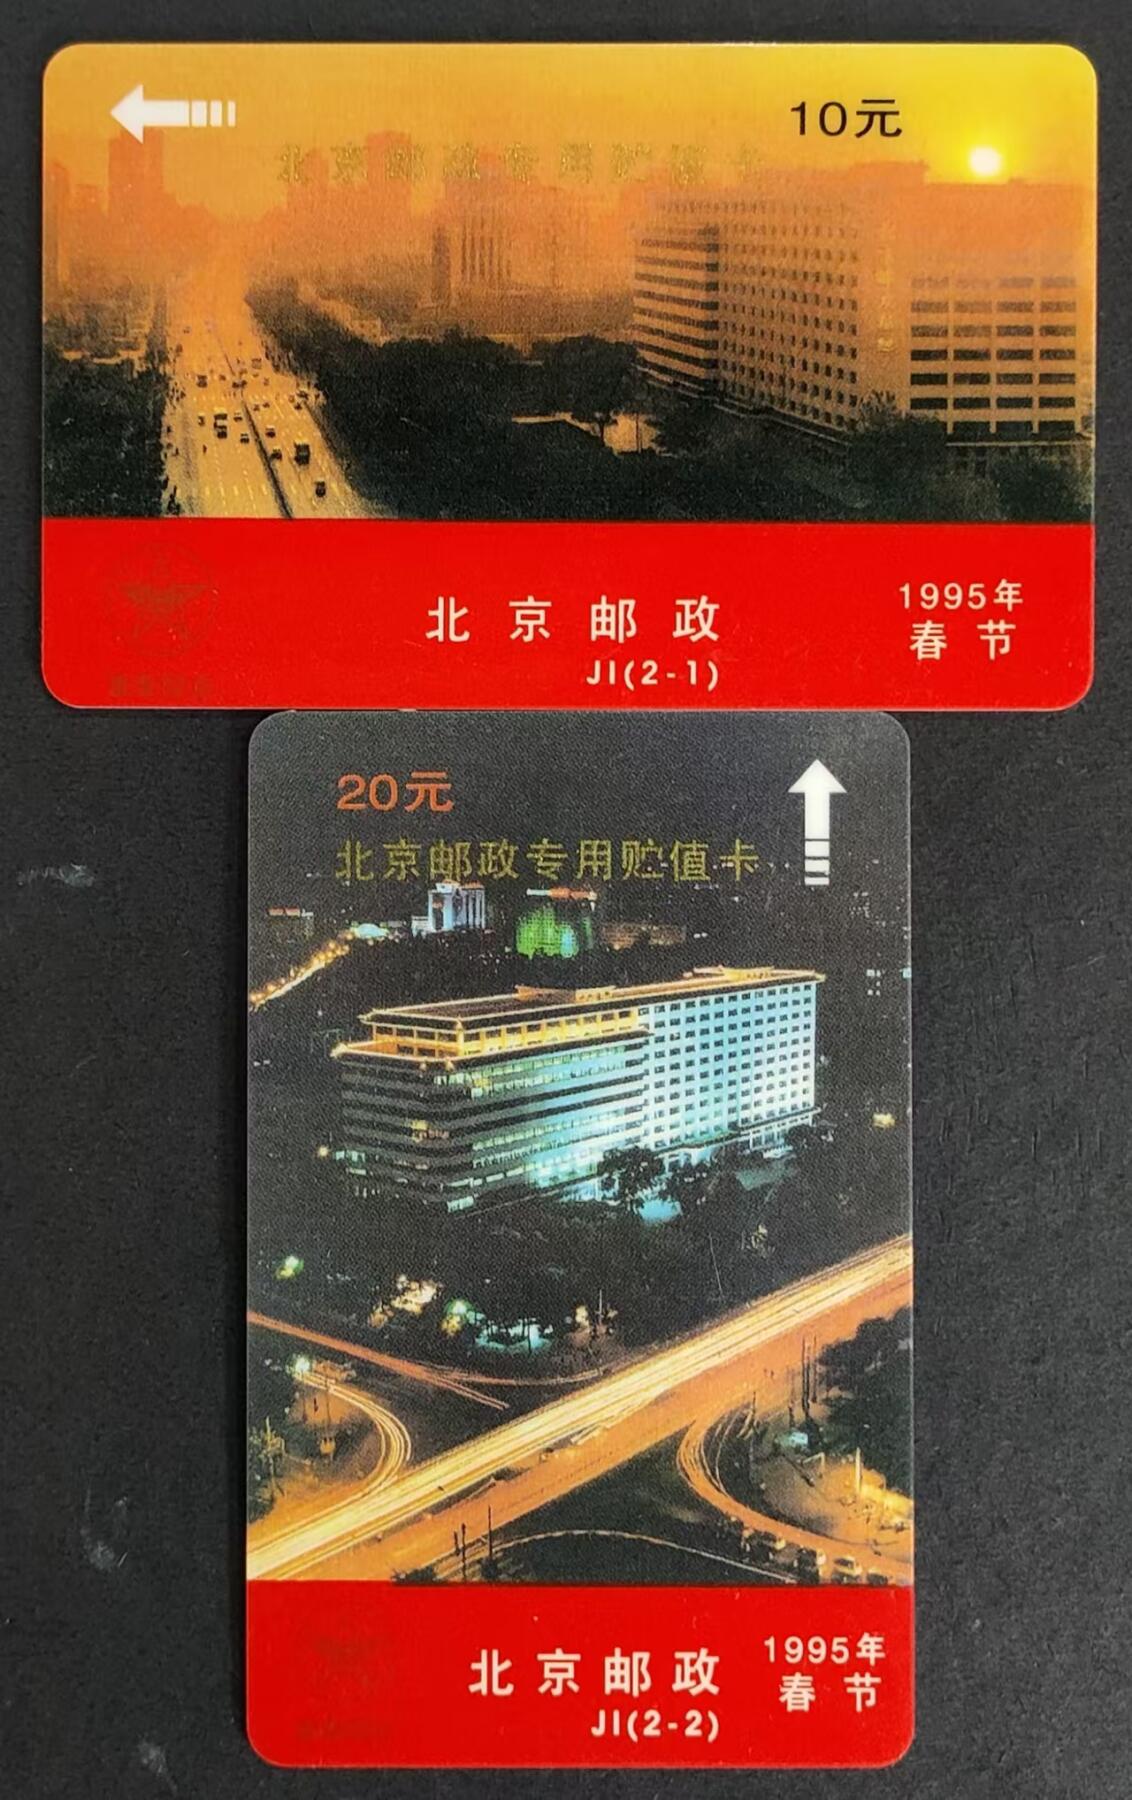 10元
北京邮政专用贮值卡
北京邮政
JI(2-1)
1995年
春节
20元
北京邮政专用贮值卡
北京邮政
JI(2-2)
1995年
春节